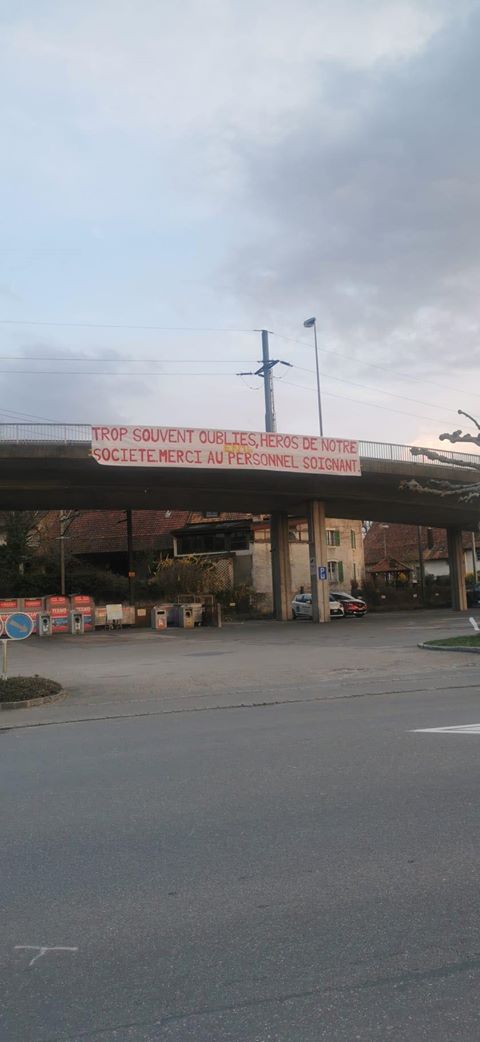 TROP SOUVENT OUBLIES,HEROS DE NOTRE
SOCIETE.MERCI AU PERSONNEL SOIGNANT
P